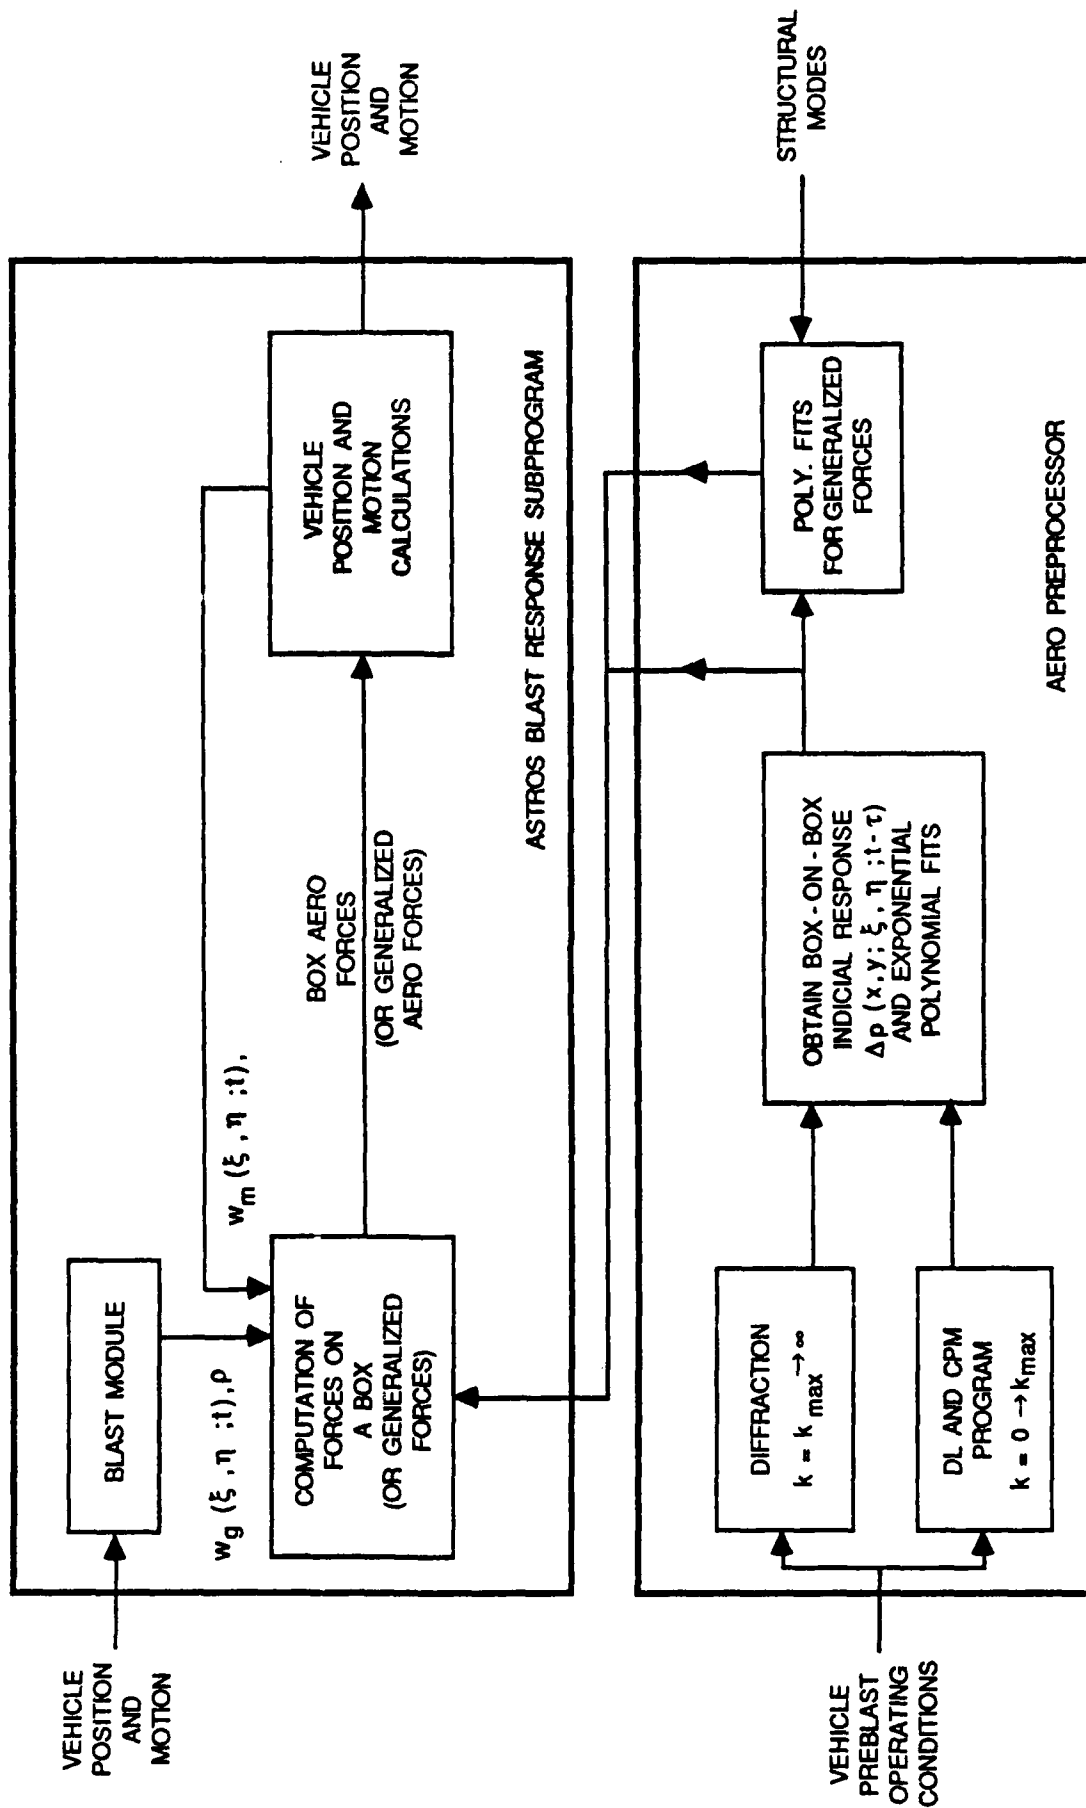 VEHICLE
POSITION
AND
MOTION
BLAST MODULE
w_g (ξ, η ;t),ρ
w_m (ξ, η ;t),
COMPUTATION OF
FORCES ON
A BOX
(OR GENERALIZED
FORCES)
BOX AERO
FORCES
(OR GENERALIZED
AERO FORCES)
VEHICLE
POSITION AND
MOTION
CALCULATIONS
VEHICLE
POSITION
AND
MOTION
ASTROS BLAST RESPONSE SUBPROGRAM
VEHICLE
PREBLAST
OPERATING
CONDITIONS
DIFFRACTION
k = k_max → ∞
DL AND CPM
PROGRAM
k = 0 → k_max
OBTAIN BOX-ON-BOX
INDICIAL RESPONSE
Δp (x,y; ξ, η ;t-τ)
AND EXPONENTIAL
POLYNOMIAL FITS
POLY. FITS
FOR GENERALIZED
FORCES
STRUCTURAL
MODES
AERO PREPROCESSOR